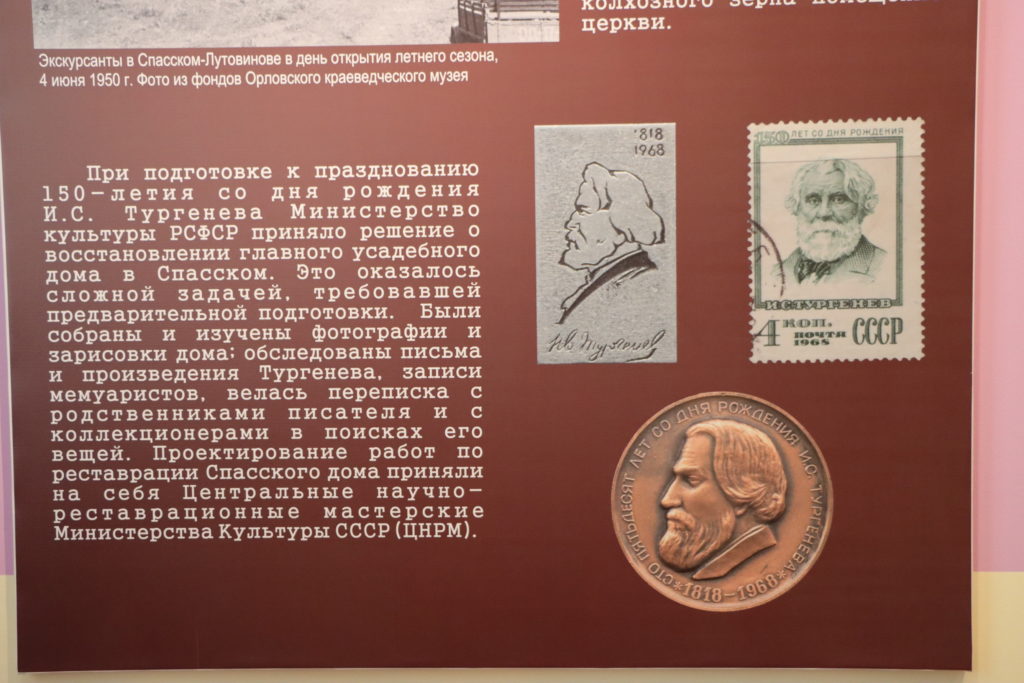 колхозного зерна помещение
церкви.
Экскурсанты в Спасском-Лутовинове в день открытия летнего сезона,
4 июня 1950 г. Фото из фондов Орловского краеведческого музея
При подготовке к празднованию
150-летия со дня рождения
И.С. Тургенева Министерство
культуры РСФСР приняло решение о
восстановлении главного усадебного
дома в Спасском. Это оказалось
сложной задачей, требовавшей
предварительной подготовки. Были
собраны и изучены фотографии и
зарисовки дома; обследованы письма
и произведения Тургенева, записи
мемуаристов, велась переписка с
родственниками писателя и с
коллекционерами в поисках его
вещей. Проектирование работ по
реставрации Спасского дома приняли
на себя Центральные научно-
реставрационные мастерские
Министерства Культуры СССР (ЦНРМ).
1818
1968
Ив Тургенев
150 ЛЕТ СО ДНЯ РОЖДЕНИЯ
И·С·ТУРГЕНЕВ
4 КОП. ПОЧТА СССР
1968
СТО ПЯТЬДЕСЯТ ЛЕТ СО ДНЯ РОЖДЕНИЯ И.С. ТУРГЕНЕВА
*1818-1968*